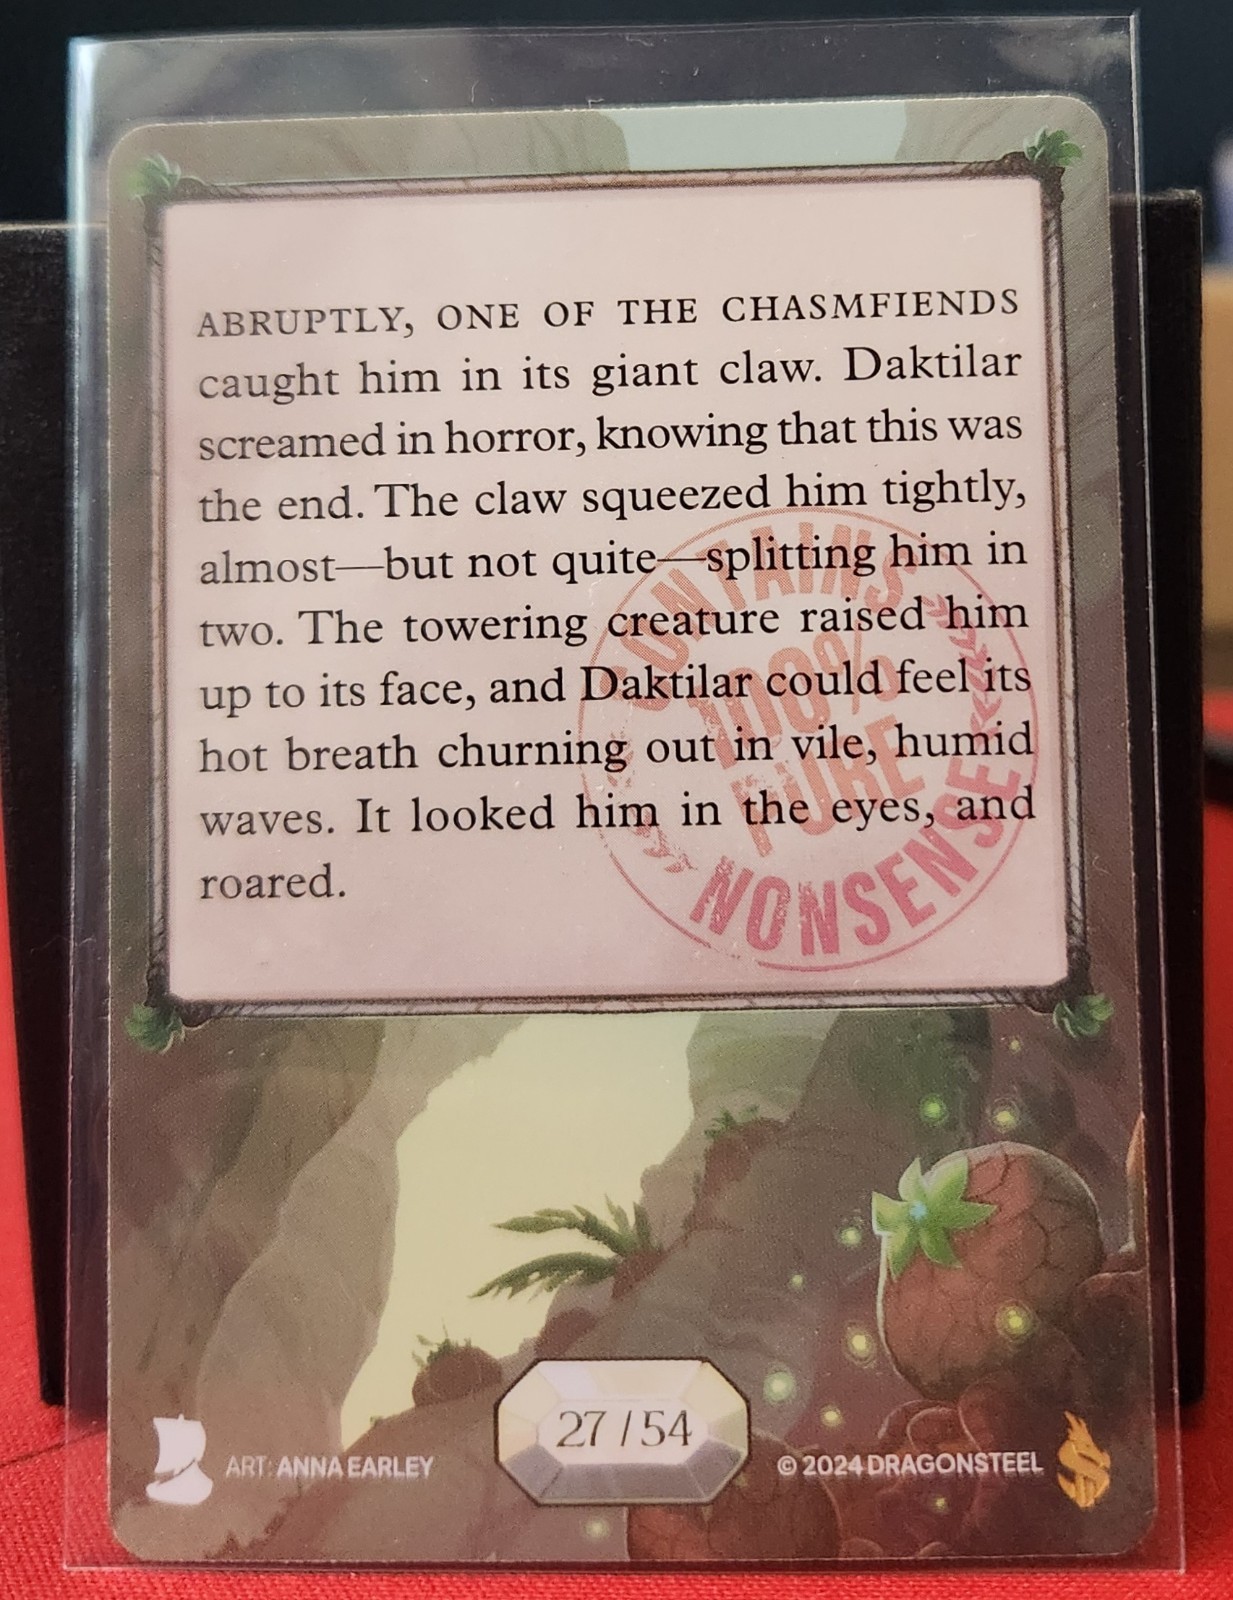 ABRUPTLY, ONE OF THE CHASMFIENDS
caught him in its giant claw. Daktilar
screamed in horror, knowing that this was
the end. The claw squeezed him tightly,
almost—but not quite—splitting him in
two. The towering creature raised him
up to its face, and Daktilar could feel its
hot breath churning out in vile, humid
waves. It looked him in the eyes, and
roared.
CONTAINS
100%
PURE
NONSENSE
27/54
ART: ANNA EARLEY
© 2024 DRAGONSTEEL